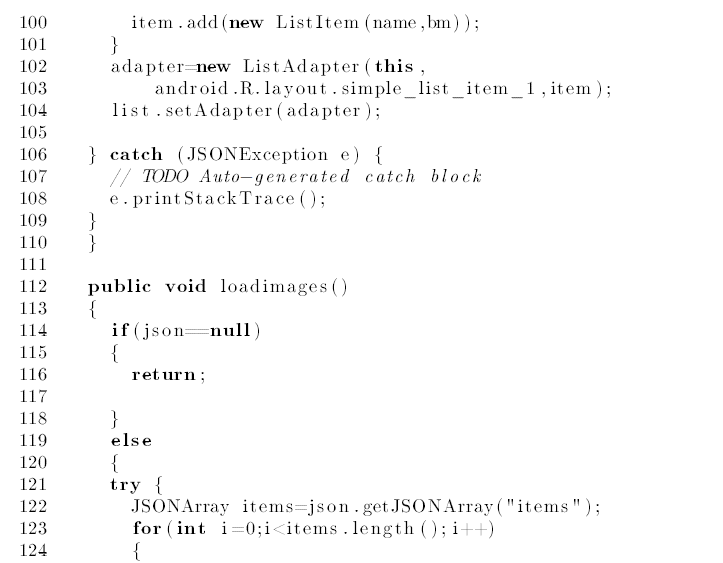 100 item.add(new ListItem(name,bm));
101 }
102 adapter=new ListAdapter(this,
103 android.R.layout.simple_list_item_1,item);
104 list.setAdapter(adapter);
105
106 } catch (JSONException e) {
107 // TODO Auto-generated catch block
108 e.printStackTrace();
109 }
110 }
111
112 public void loadimages()
113 {
114 if(json==null)
115 {
116 return;
117
118 }
119 else
120 {
121 try {
122 JSONArray items=json.getJSONArray("items");
123 for(int i=0;i<items.length();i++)
124 {